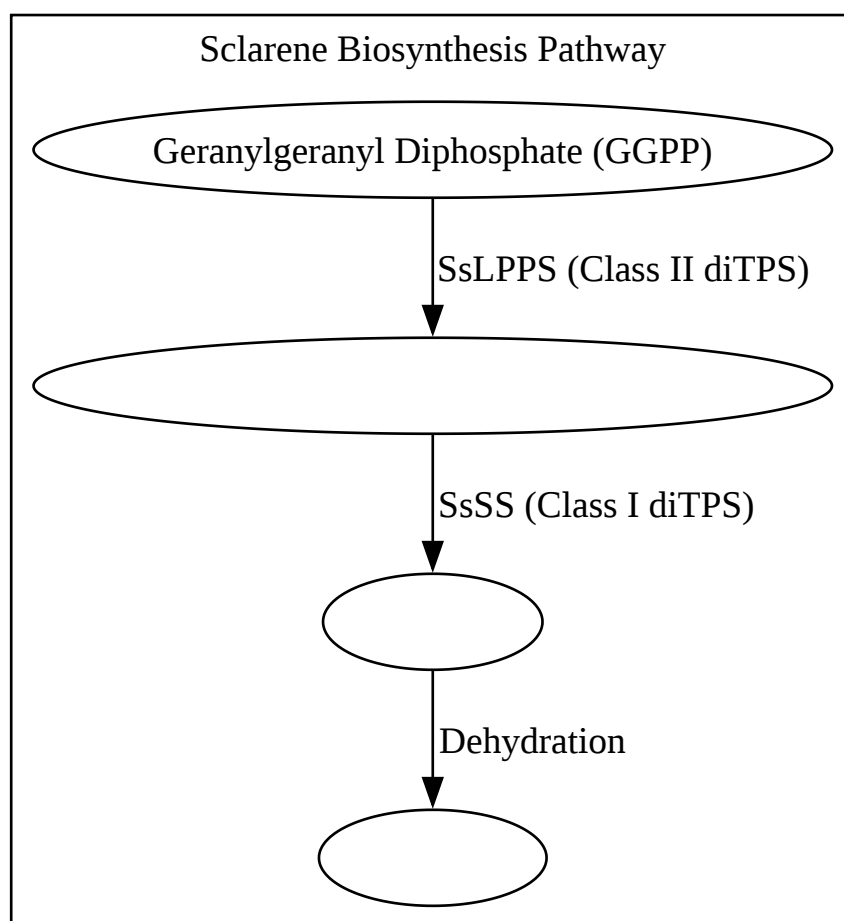 Sclarene Biosynthesis Pathway
Geranylgeranyl Diphosphate (GGPP)
SsLPPS (Class II diTPS)
SsSS (Class I diTPS)
Dehydration